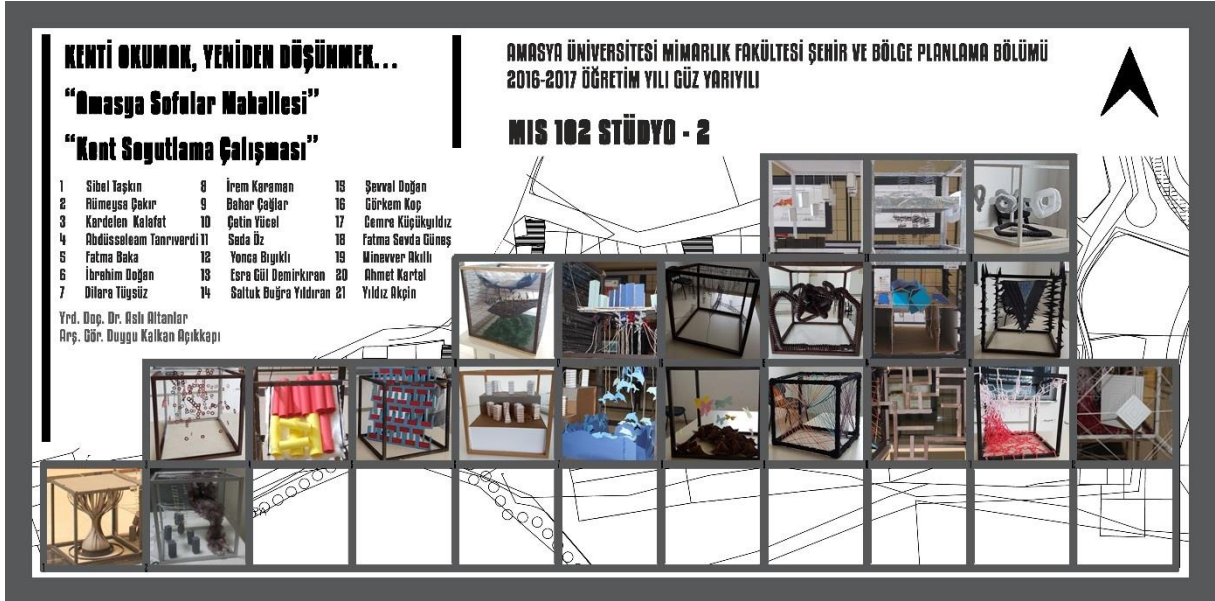 KENTİ OKUMAK, YENİDEN DÜŞÜNMEK...
“Amasya Sofular Mahallesi”
“Kent Soyutlama Çalışması”
AMASYA ÜNİVERSİTESİ MİMARLIK FAKÜLTESİ ŞEHİR VE BÖLGE PLANLAMA BÖLÜMÜ
2016-2017 ÖĞRETİM YILI GÜZ YARIYILI
MIS 102 STÜDYO - 2
1 Sibel Taşkın 8 İrem Karaman 15 Şevval Doğan
2 Rümeysa Çakır 9 Bahar Çağlar 16 Görkem Koç
3 Kardelen Kalafat 10 Çetin Yücel 17 Cemre Küçükyıldız
4 Abdüsseleam Tanrıverdi 11 Seda Öz 18 Fatma Sevda Güneş
5 Fatma Baka 12 Yonca Bıyıklı 19 Minevver Akıllı
6 İbrahim Doğan 13 Esra Gül Demirkıran 20 Ahmet Kartal
7 Dilara Tüysüz 14 Saltuk Buğra Yıldıran 21 Yıldız Akçin
Yrd. Doç. Dr. Aslı Altanlar
Arş. Gör. Duygu Kalkan Açıkkapı